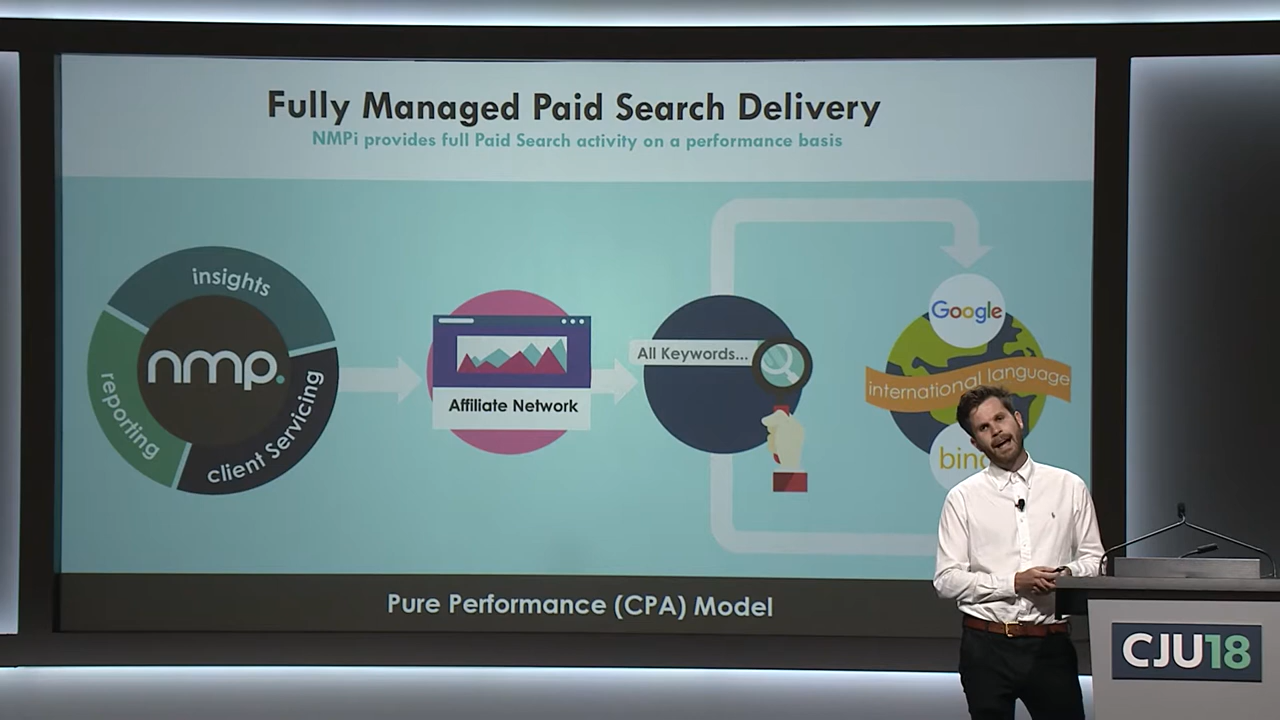 Fully Managed Paid Search Delivery
NMPi provides full Paid Search activity on a performance basis
insights
nmp.
reporting
client Servicing
Affiliate Network
All Keywords...
Google
international language
bing
Pure Performance (CPA) Model
CJU18